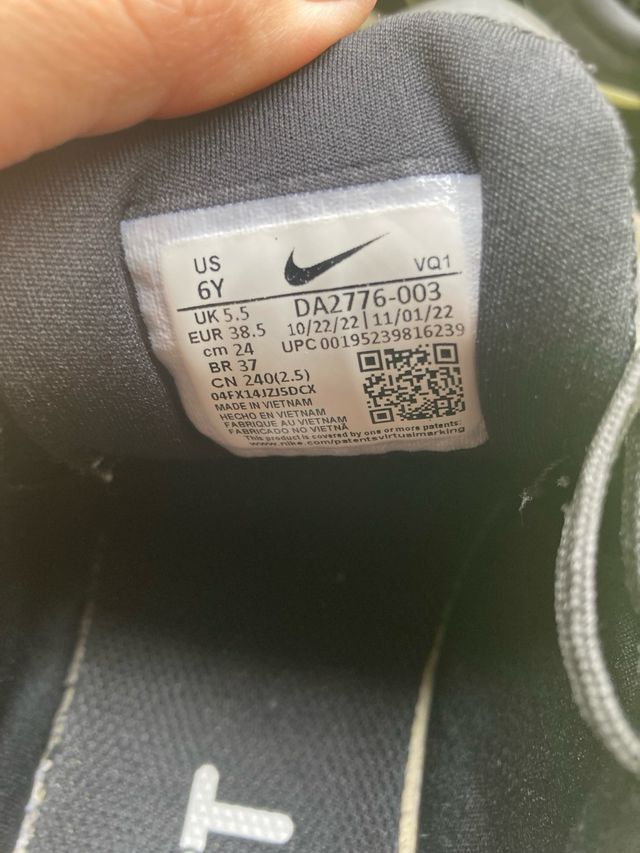 US
6Y
VQ1
UK 5.5
DA2776-003
EUR 38.5
10/22/22 | 11/01/22
cm 24
UPC 00195239816239
BR 37
CN 240(2.5)
04FX14JZJ5DCX
MADE IN VIETNAM
HECHO EN VIETNAM
FABRIQUE AU VIETNAM
FABRICADO NO VIETNÃ
This product is covered by one or more patents.
www.nike.com/patentsvirtualmarking
T